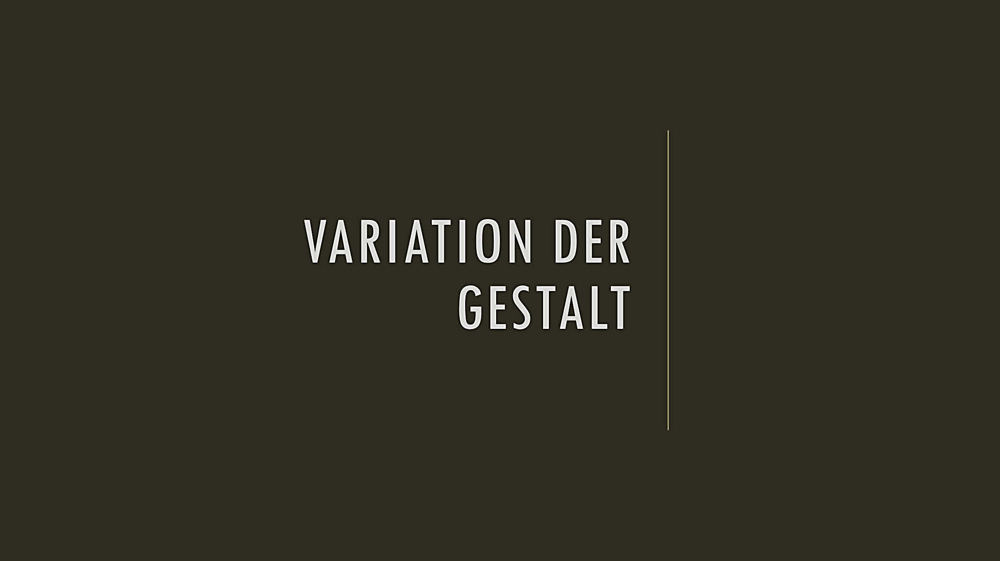 VARIATION DER
GESTALT